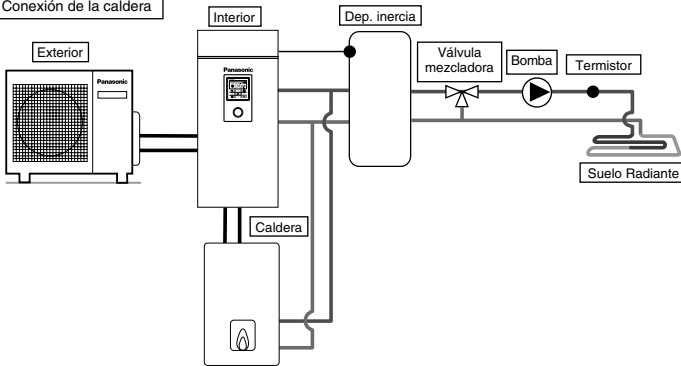 Conexión de la caldera
Interior
Dep. inercia
Exterior
Válvula
mezcladora
Bomba
Termistor
Panasonic
Panasonic
Suelo Radiante
Caldera